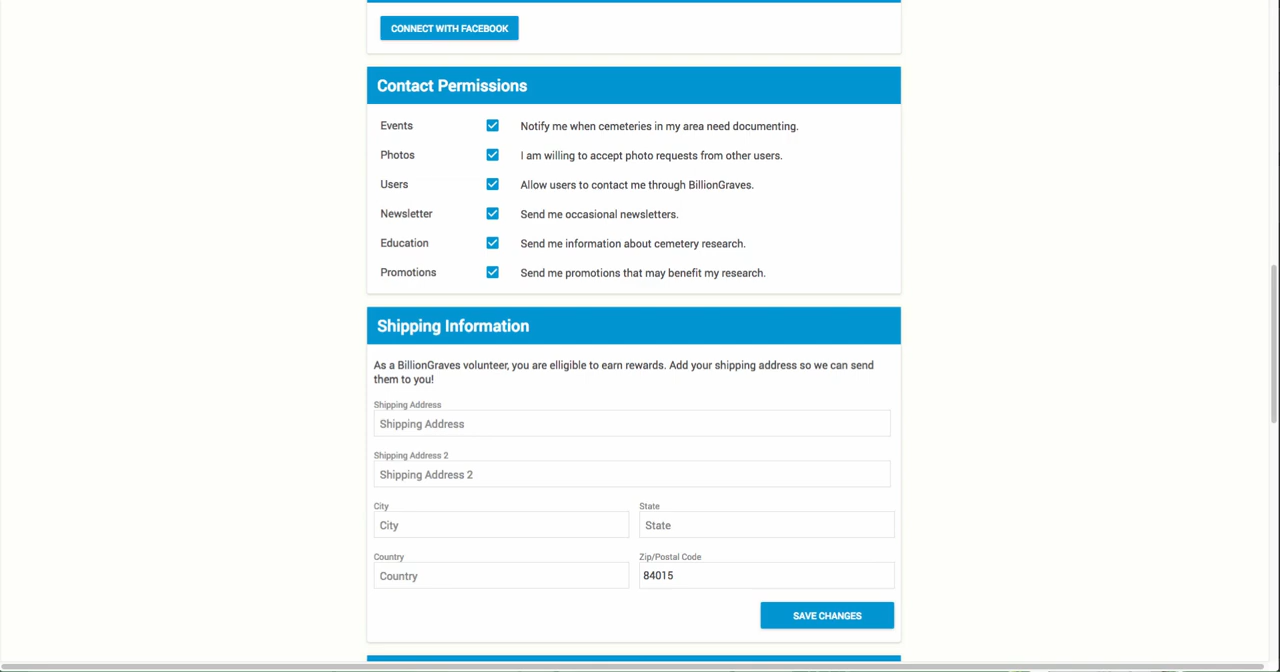 CONNECT WITH FACEBOOK
Contact Permissions
Events Notify me when cemeteries in my area need documenting.
Photos I am willing to accept photo requests from other users.
Users Allow users to contact me through BillionGraves.
Newsletter Send me occasional newsletters.
Education Send me information about cemetery research.
Promotions Send me promotions that may benefit my research.
Shipping Information
As a BillionGraves volunteer, you are elligible to earn rewards. Add your shipping address so we can send
them to you!
Shipping Address
Shipping Address
Shipping Address 2
Shipping Address 2
City State
City State
Country Zip/Postal Code
Country 84015
SAVE CHANGES